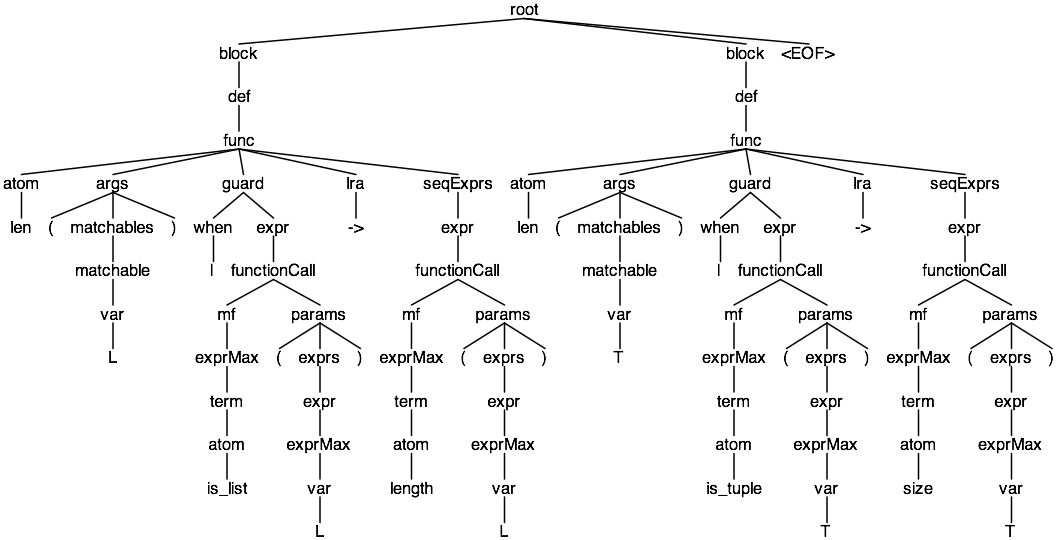 root
block block <EOF>
def def
func func
atom args guard lra seqExprs atom args guard lra seqExprs
len ( matchables ) when expr -> expr len ( matchables ) when expr -> expr
matchable | functionCall functionCall matchable | functionCall functionCall
var mf params mf params var mf params mf params
L exprMax ( exprs ) exprMax ( exprs ) T exprMax ( exprs ) exprMax ( exprs )
term expr term expr term expr term expr
atom exprMax atom exprMax atom exprMax atom exprMax
is_list var length var is_tuple var size var
L L T T